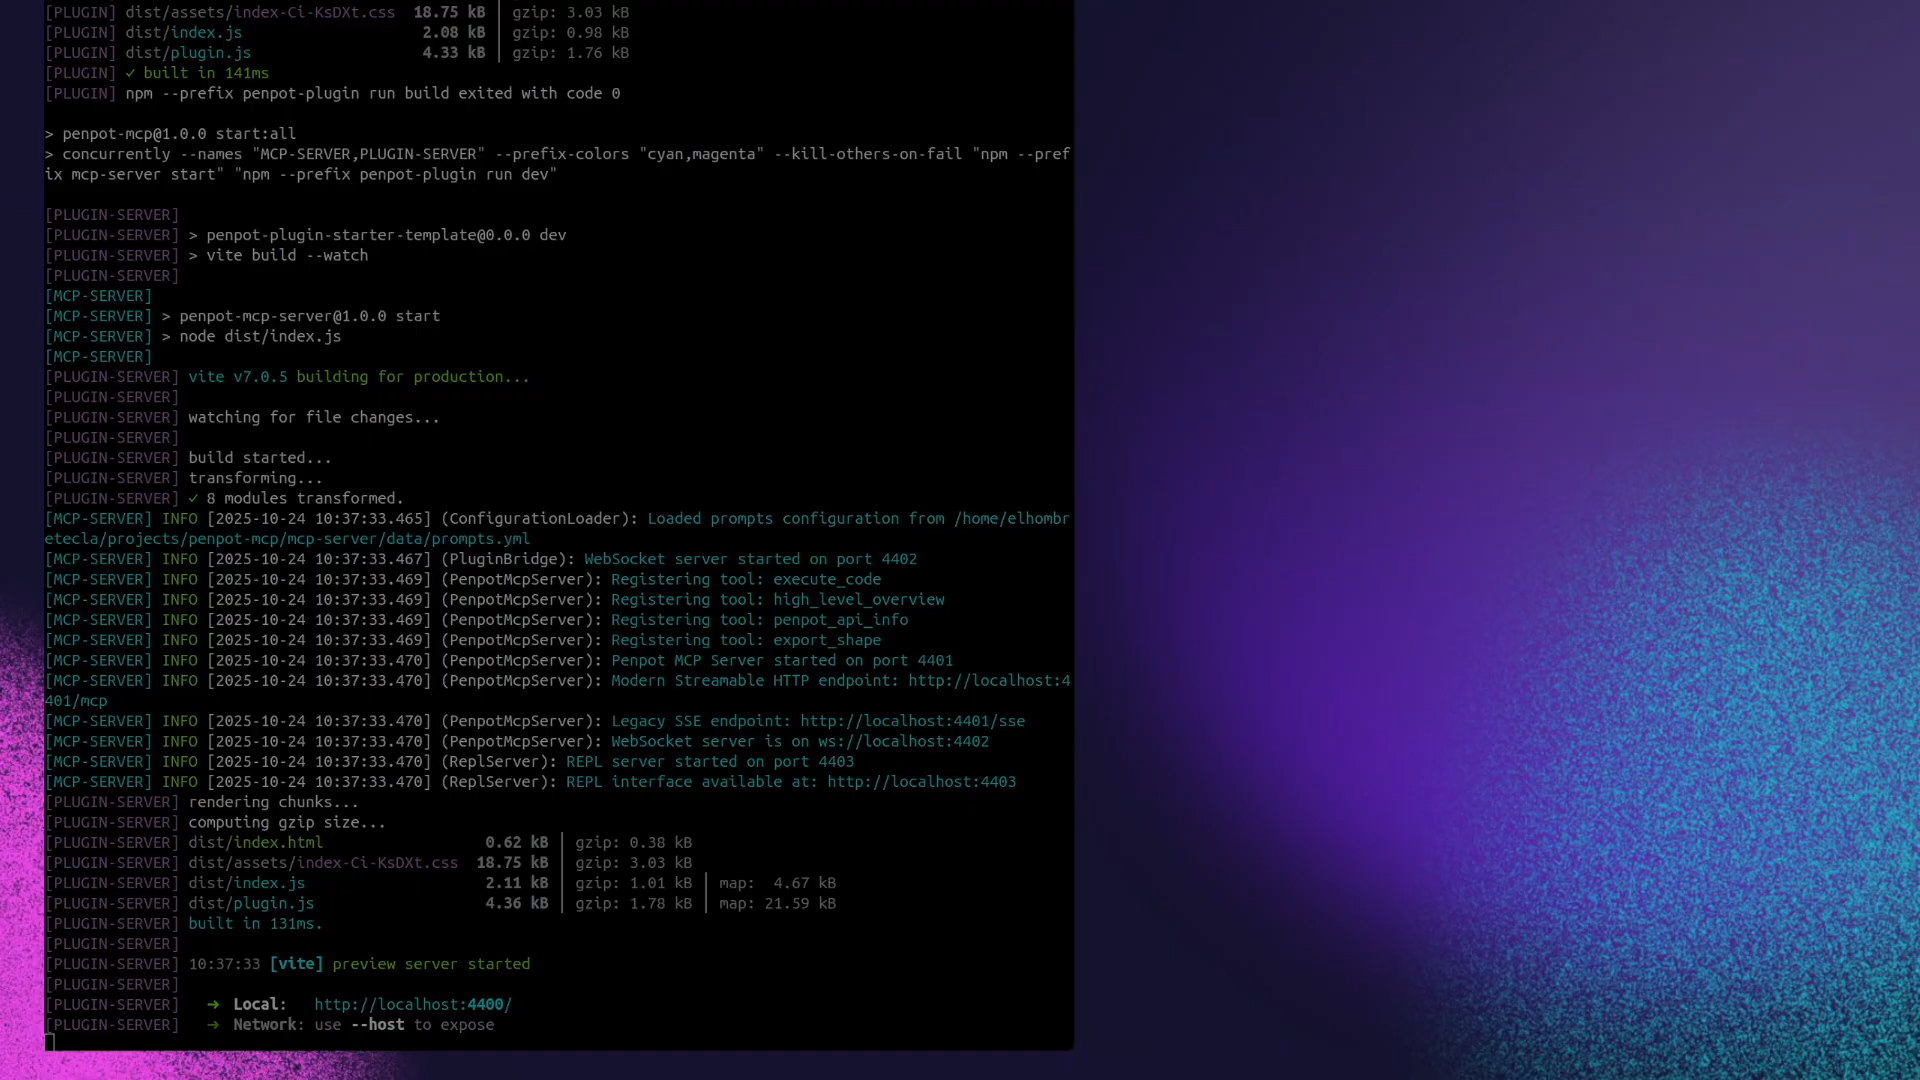 [PLUGIN] dist/assets/index-Ci-KsDXt.css  18.75 kB │ gzip: 3.03 kB
[PLUGIN] dist/index.js                    2.08 kB │ gzip: 0.98 kB
[PLUGIN] dist/plugin.js                   4.33 kB │ gzip: 1.76 kB
[PLUGIN] ✓ built in 141ms
[PLUGIN] npm --prefix penpot-plugin run build exited with code 0
> penpot-mcp@1.0.0 start:all
> concurrently --names "MCP-SERVER,PLUGIN-SERVER" --prefix-colors "cyan,magenta" --kill-others-on-fail "npm --pref
ix mcp-server start" "npm --prefix penpot-plugin run dev"
[PLUGIN-SERVER]
[PLUGIN-SERVER] > penpot-plugin-starter-template@0.0.0 dev
[PLUGIN-SERVER] > vite build --watch
[PLUGIN-SERVER]
[MCP-SERVER]
[MCP-SERVER] > penpot-mcp-server@1.0.0 start
[MCP-SERVER] > node dist/index.js
[MCP-SERVER]
[PLUGIN-SERVER] vite v7.0.5 building for production...
[PLUGIN-SERVER]
[PLUGIN-SERVER] watching for file changes...
[PLUGIN-SERVER]
[PLUGIN-SERVER] build started...
[PLUGIN-SERVER] transforming...
[PLUGIN-SERVER] ✓ 8 modules transformed.
[MCP-SERVER] INFO [2025-10-24 10:37:33.465] (ConfigurationLoader): Loaded prompts configuration from /home/elhombr
etecla/projects/penpot-mcp/mcp-server/data/prompts.yml
[MCP-SERVER] INFO [2025-10-24 10:37:33.467] (PluginBridge): WebSocket server started on port 4402
[MCP-SERVER] INFO [2025-10-24 10:37:33.469] (PenpotMcpServer): Registering tool: execute_code
[MCP-SERVER] INFO [2025-10-24 10:37:33.469] (PenpotMcpServer): Registering tool: high_level_overview
[MCP-SERVER] INFO [2025-10-24 10:37:33.469] (PenpotMcpServer): Registering tool: penpot_api_info
[MCP-SERVER] INFO [2025-10-24 10:37:33.469] (PenpotMcpServer): Registering tool: export_shape
[MCP-SERVER] INFO [2025-10-24 10:37:33.470] (PenpotMcpServer): Penpot MCP Server started on port 4401
[MCP-SERVER] INFO [2025-10-24 10:37:33.470] (PenpotMcpServer): Modern Streamable HTTP endpoint: http://localhost:4
401/mcp
[MCP-SERVER] INFO [2025-10-24 10:37:33.470] (PenpotMcpServer): Legacy SSE endpoint: http://localhost:4401/sse
[MCP-SERVER] INFO [2025-10-24 10:37:33.470] (PenpotMcpServer): WebSocket server is on ws://localhost:4402
[MCP-SERVER] INFO [2025-10-24 10:37:33.470] (ReplServer): REPL server started on port 4403
[MCP-SERVER] INFO [2025-10-24 10:37:33.470] (ReplServer): REPL interface available at: http://localhost:4403
[PLUGIN-SERVER] rendering chunks...
[PLUGIN-SERVER] computing gzip size...
[PLUGIN-SERVER] dist/index.html                  0.62 kB │ gzip: 0.38 kB
[PLUGIN-SERVER] dist/assets/index-Ci-KsDXt.css  18.75 kB │ gzip: 3.03 kB
[PLUGIN-SERVER] dist/index.js                    2.11 kB │ gzip: 1.01 kB │ map:  4.67 kB
[PLUGIN-SERVER] dist/plugin.js                   4.36 kB │ gzip: 1.78 kB │ map: 21.59 kB
[PLUGIN-SERVER] built in 131ms.
[PLUGIN-SERVER]
[PLUGIN-SERVER] 10:37:33 [vite] preview server started
[PLUGIN-SERVER]
[PLUGIN-SERVER]   ➜  Local:   http://localhost:4400/
[PLUGIN-SERVER]   ➜  Network: use --host to expose